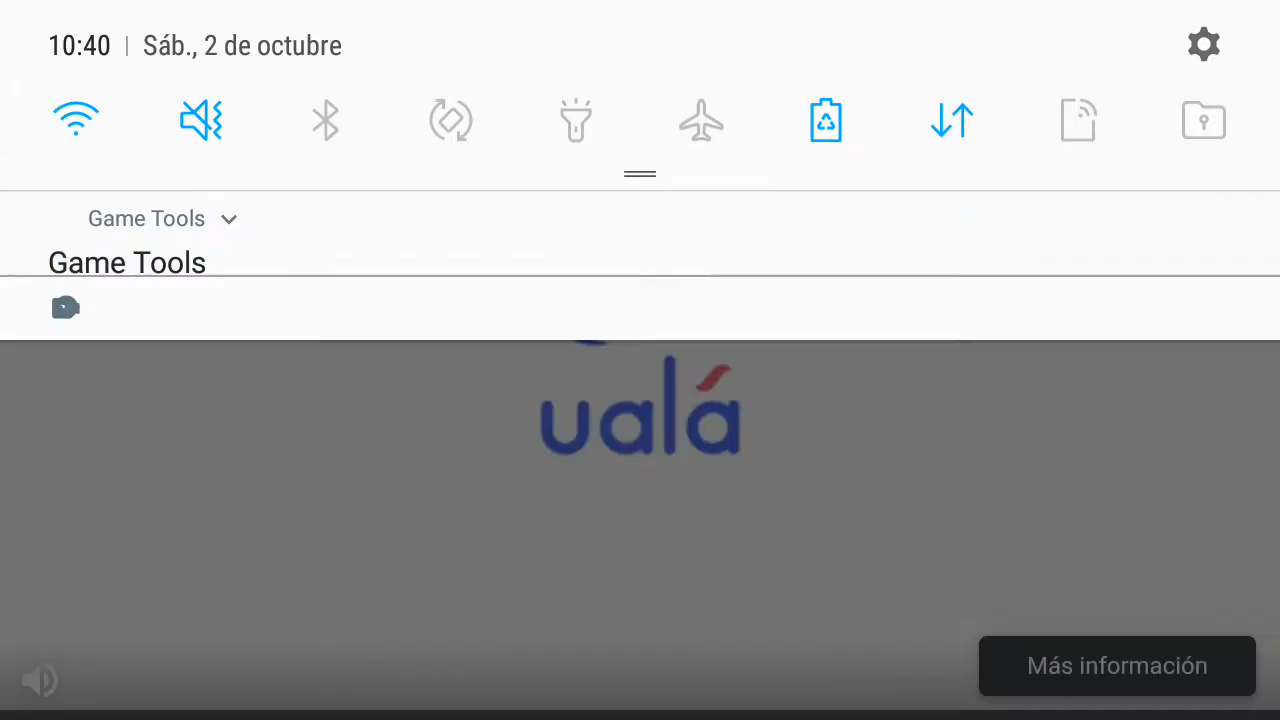 10:40 | Sáb., 2 de octubre
Game Tools
Game Tools
ualá
Más información